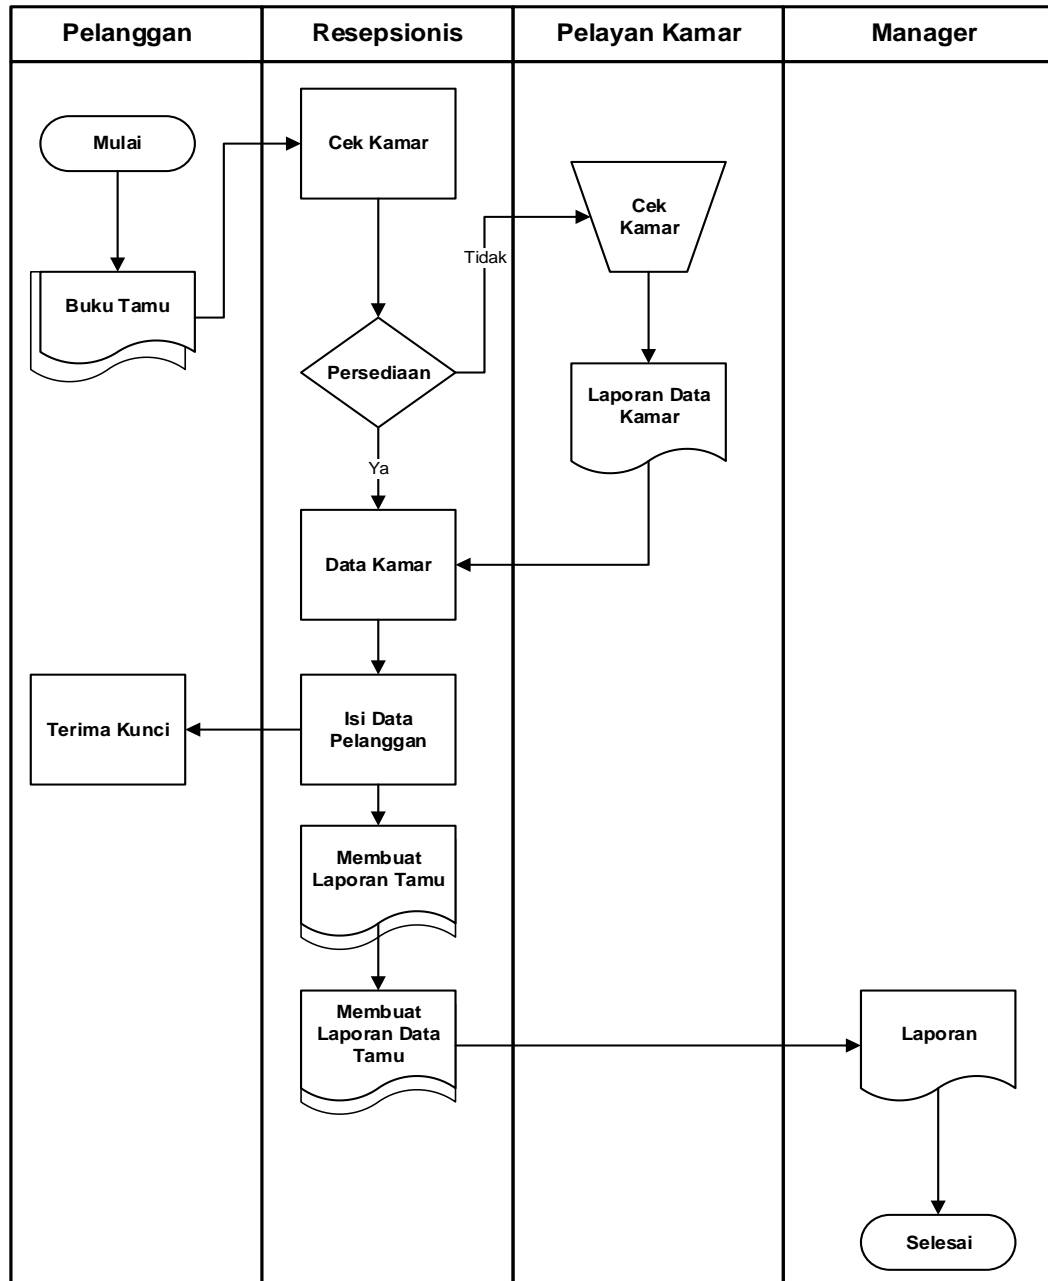 Pelanggan
Resepsionis
Pelayan Kamar
Manager
Mulai
Cek Kamar
Cek
Kamar
Tidak
Buku Tamu
Persediaan
Laporan Data
Kamar
Ya
Data Kamar
Terima Kunci
Isi Data
Pelanggan
Membuat
Laporan Tamu
Membuat
Laporan Data
Tamu
Laporan
Selesai